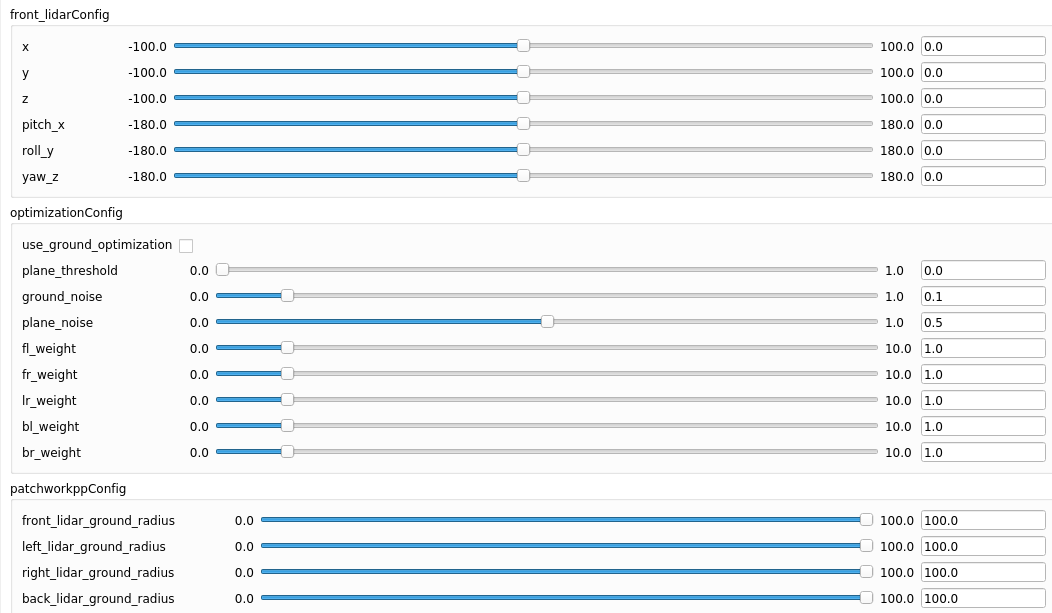 front_lidarConfig
x -100.0 100.0 0.0
y -100.0 100.0 0.0
z -100.0 100.0 0.0
pitch_x -180.0 180.0 0.0
roll_y -180.0 180.0 0.0
yaw_z -180.0 180.0 0.0
optimizationConfig
use_ground_optimization
plane_threshold 0.0 1.0 0.0
ground_noise 0.0 1.0 0.1
plane_noise 0.0 1.0 0.5
fl_weight 0.0 10.0 1.0
fr_weight 0.0 10.0 1.0
lr_weight 0.0 10.0 1.0
bl_weight 0.0 10.0 1.0
br_weight 0.0 10.0 1.0
patchworkppConfig
front_lidar_ground_radius 0.0 100.0 100.0
left_lidar_ground_radius 0.0 100.0 100.0
right_lidar_ground_radius 0.0 100.0 100.0
back_lidar_ground_radius 0.0 100.0 100.0